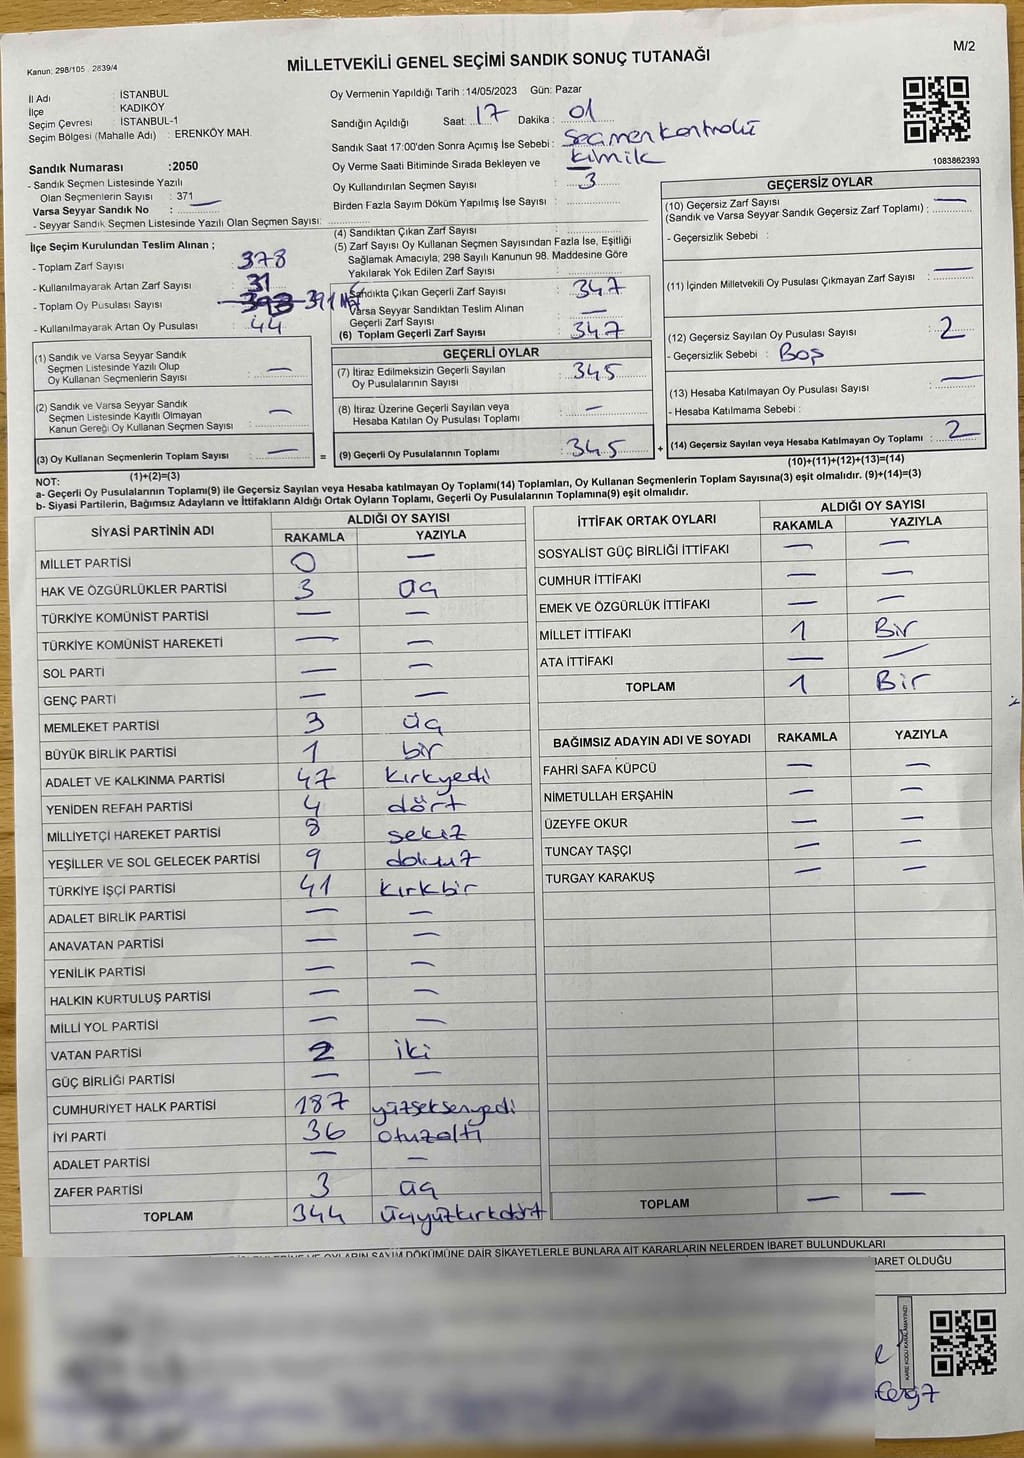 Kanun: 298/105 2839/4
MİLLETVEKİLİ GENEL SEÇİMİ SANDIK SONUÇ TUTANAĞI
M/2
İl Adı : İSTANBUL
İlçe : KADIKÖY
Seçim Çevresi : İSTANBUL-1
Seçim Bölgesi (Mahalle Adı) : ERENKÖY MAH.
Sandık Numarası :2050
- Sandık Seçmen Listesinde Yazılı
Olan Seçmenlerin Sayısı : 371
Varsa Seyyar Sandık No : —
- Seyyar Sandık Seçmen Listesinde Yazılı Olan Seçmen Sayısı:
Oy Vermenin Yapıldığı Tarih :14/05/2023 Gün: Pazar
Sandığın Açıldığı Saat: 17 Dakika : 01
Sandık Saat 17:00'den Sonra Açımış İse Sebebi : Seçmen kontrolü
Oy Verme Saati Bitiminde Sırada Bekleyen ve kimlik
Oy Kullandırılan Seçmen Sayısı : 3
Birden Fazla Sayım Döküm Yapılmış İse Sayısı :
1083862393
İlçe Seçim Kurulundan Teslim Alınan ;
- Toplam Zarf Sayısı : 378
- Kullanılmayarak Artan Zarf Sayısı : 31
- Toplam Oy Pusulası Sayısı : 393 391
- Kullanılmayarak Artan Oy Pusulası : 44
(4) Sandıktan Çıkan Zarf Sayısı :
(5) Zarf Sayısı Oy Kullanan Seçmen Sayısından Fazla İse, Eşitliği
Sağlamak Amacıyla, 298 Sayılı Kanunun 98. Maddesine Göre
Yakılarak Yok Edilen Zarf Sayısı :
Sandıkta Çıkan Geçerli Zarf Sayısı : 347
Varsa Seyyar Sandıktan Teslim Alınan
Geçerli Zarf Sayısı : —
(6) Toplam Geçerli Zarf Sayısı : 347
GEÇERSİZ OYLAR
(10) Geçersiz Zarf Sayısı
(Sandık ve Varsa Seyyar Sandık Geçersiz Zarf Toplamı) : —
- Geçersizlik Sebebi :
(11) İçinden Milletvekili Oy Pusulası Çıkmayan Zarf Sayısı : —
(12) Geçersiz Sayılan Oy Pusulası Sayısı : 2
- Geçersizlik Sebebi : Boş
(13) Hesaba Katılmayan Oy Pusulası Sayısı : —
- Hesaba Katılmama Sebebi :
(14) Geçersiz Sayılan veya Hesaba Katılmayan Oy Toplamı : 2
(10)+(11)+(12)+(13)=(14)
(1) Sandık ve Varsa Seyyar Sandık
Seçmen Listesinde Yazılı Olup
Oy Kullanan Seçmenlerin Sayısı : —
(2) Sandık ve Varsa Seyyar Sandık
Seçmen Listesinde Kayıtlı Olmayan
Kanun Gereği Oy Kullanan Seçmen Sayısı : —
(3) Oy Kullanan Seçmenlerin Toplam Sayısı : — =
(1)+(2)=(3)
GEÇERLİ OYLAR
(7) İtiraz Edilmeksizin Geçerli Sayılan
Oy Pusulalarının Sayısı : 345
(8) İtiraz Üzerine Geçerli Sayılan veya
Hesaba Katılan Oy Pusulası Toplamı : —
(9) Geçerli Oy Pusulalarının Toplamı : 345 +
NOT:
a- Geçerli Oy Pusulalarının Toplamı(9) ile Geçersiz Sayılan veya Hesaba katılmayan Oy Toplamı(14) Toplamları, Oy Kullanan Seçmenlerin Toplam Sayısına(3) eşit olmalıdır. (9)+(14)=(3)
b- Siyasi Partilerin, Bağımsız Adayların ve İttifakların Aldığı Ortak Oyların Toplamı, Geçerli Oy Pusulalarının Toplamına(9) eşit olmalıdır.
SİYASİ PARTİNİN ADI ALDIĞI OY SAYISI
RAKAMLA YAZIYLA
MİLLET PARTİSİ 0 —
HAK VE ÖZGÜRLÜKLER PARTİSİ 3 üç
TÜRKİYE KOMÜNİST PARTİSİ — —
TÜRKİYE KOMÜNİST HAREKETİ — —
SOL PARTİ — —
GENÇ PARTİ — —
MEMLEKET PARTİSİ 3 üç
BÜYÜK BİRLİK PARTİSİ 1 bir
ADALET VE KALKINMA PARTİSİ 47 kırkyedi
YENİDEN REFAH PARTİSİ 4 dört
MİLLİYETÇİ HAREKET PARTİSİ 8 sekiz
YEŞİLLER VE SOL GELECEK PARTİSİ 9 dokuz
TÜRKİYE İŞÇİ PARTİSİ 41 kırkbir
ADALET BİRLİK PARTİSİ — —
ANAVATAN PARTİSİ — —
YENİLİK PARTİSİ — —
HALKIN KURTULUŞ PARTİSİ — —
MİLLİ YOL PARTİSİ — —
VATAN PARTİSİ 2 iki
GÜÇ BİRLİĞİ PARTİSİ — —
CUMHURİYET HALK PARTİSİ 187 yüzseksenyedi
İYİ PARTİ 36 otuzaltı
ADALET PARTİSİ — —
ZAFER PARTİSİ 3 üç
TOPLAM 344 üçyüzkırkdört
İTTİFAK ORTAK OYLARI ALDIĞI OY SAYISI
RAKAMLA YAZIYLA
SOSYALİST GÜÇ BİRLİĞİ İTTİFAKI — —
CUMHUR İTTİFAKI — —
EMEK VE ÖZGÜRLÜK İTTİFAKI — —
MİLLET İTTİFAKI 1 Bir
ATA İTTİFAKI — —
TOPLAM 1 Bir
BAĞIMSIZ ADAYIN ADI VE SOYADI RAKAMLA YAZIYLA
FAHRİ SAFA KÜPCÜ — —
NİMETULLAH ERŞAHİN — —
ÜZEYFE OKUR — —
TUNCAY TAŞÇI — —
TURGAY KARAKUŞ — —
TOPLAM — —
OYLARIN SAYIM DÖKÜMÜNE DAİR ŞİKAYETLERLE BUNLARA AİT KARARLARIN NELERDEN İBARET BULUNDUKLARI
İBARET OLDUĞU
KARE KODU KARALAMAYINIZ!